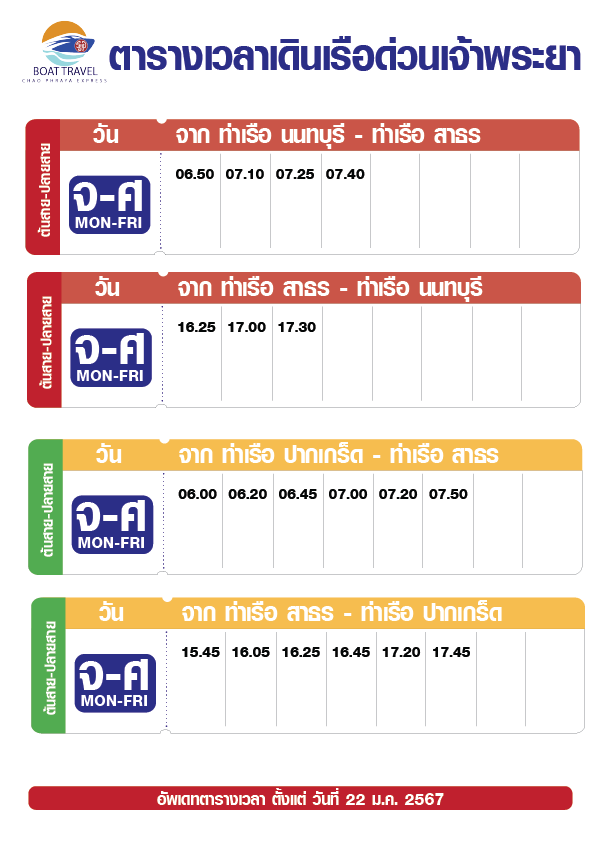 BOAT TRAVEL
CHAO PHRAYA EXPRESS
ตารางเวลาเดินเรือด่วนเจ้าพระยา
ต้นสาย-ปลายสาย
วัน จาก ท่าเรือ นนทบุรี - ท่าเรือ สาธร
จ-ศ
MON-FRI
06.50 07.10 07.25 07.40
ต้นสาย-ปลายสาย
วัน จาก ท่าเรือ สาธร - ท่าเรือ นนทบุรี
จ-ศ
MON-FRI
16.25 17.00 17.30
ต้นสาย-ปลายสาย
วัน จาก ท่าเรือ ปากเกร็ด - ท่าเรือ สาธร
จ-ศ
MON-FRI
06.00 06.20 06.45 07.00 07.20 07.50
ต้นสาย-ปลายสาย
วัน จาก ท่าเรือ สาธร - ท่าเรือ ปากเกร็ด
จ-ศ
MON-FRI
15.45 16.05 16.25 16.45 17.20 17.45
อัพเดทตารางเวลา ตั้งแต่ วันที่ 22 ม.ค. 2567